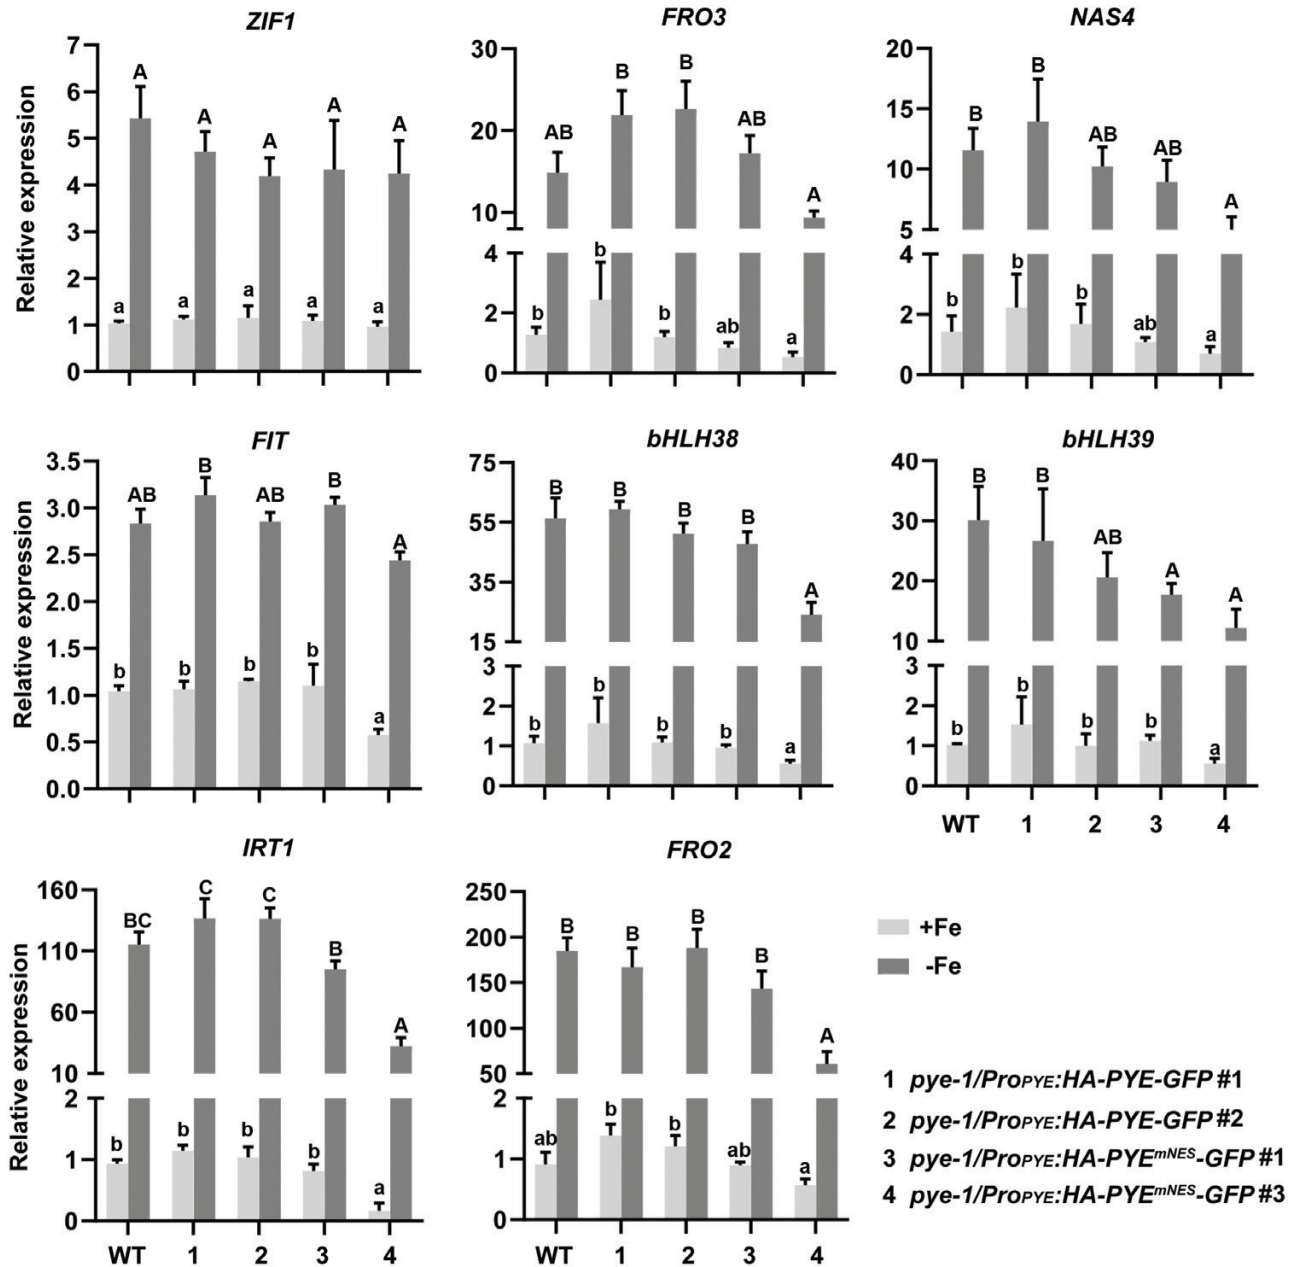 ZIF1
Relative expression
7
6
5
4
3
2
1
0
A
A
A
A
A
a
a
a
a
a
FRO3
30
20
10
4
2
0
AB
B
B
AB
A
b
b
b
ab
a
NAS4
20
15
10
5
4
2
0
B
B
AB
AB
A
b
b
b
ab
a
FIT
Relative expression
3.5
3.0
2.5
2.0
1.5
1.0
0.5
0.0
AB
B
AB
B
A
b
b
b
b
a
bHLH38
75
55
35
15
3
2
1
0
B
B
B
B
A
b
b
b
b
a
bHLH39
40
30
20
10
3
2
1
0
B
B
AB
A
A
b
b
b
b
a
WT 1 2 3 4
IRT1
Relative expression
160
110
60
10
2
1
0
BC
C
C
B
A
b
b
b
b
a
WT 1 2 3 4
FRO2
250
200
150
100
50
2
1
0
B
B
B
B
A
ab
b
b
ab
a
WT 1 2 3 4
+Fe
-Fe
1 pye-1/ProPYE:HA-PYE-GFP #1
2 pye-1/ProPYE:HA-PYE-GFP #2
3 pye-1/ProPYE:HA-PYEmNES-GFP #1
4 pye-1/ProPYE:HA-PYEmNES-GFP #3